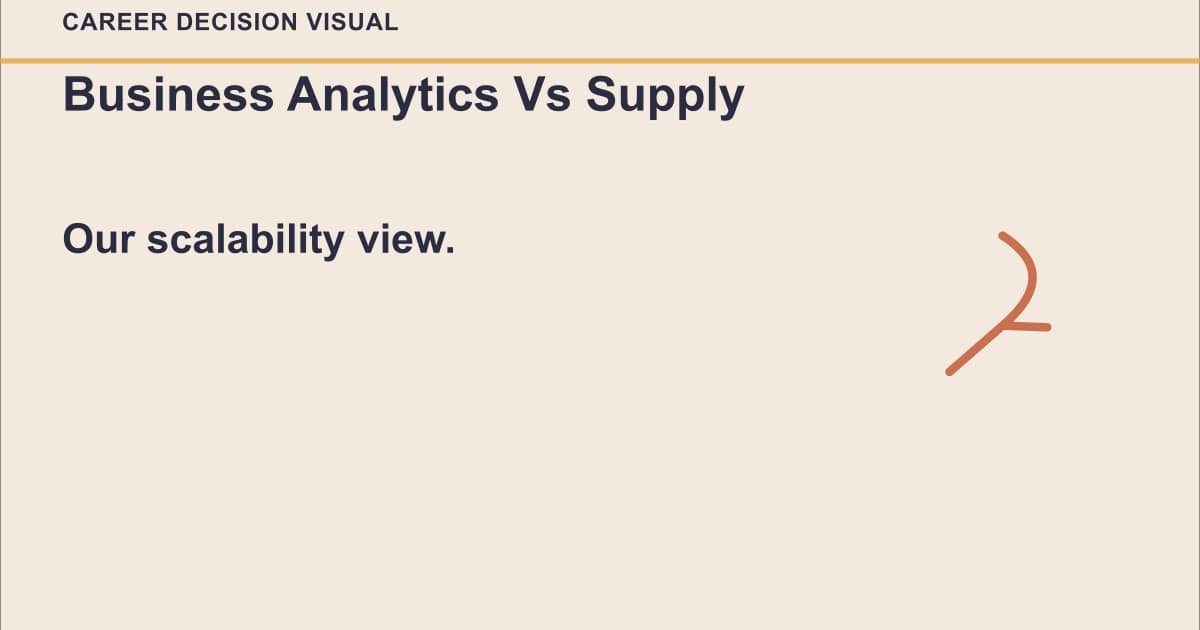 CAREER DECISION VISUAL
Business Analytics Vs Supply
Our scalability view.